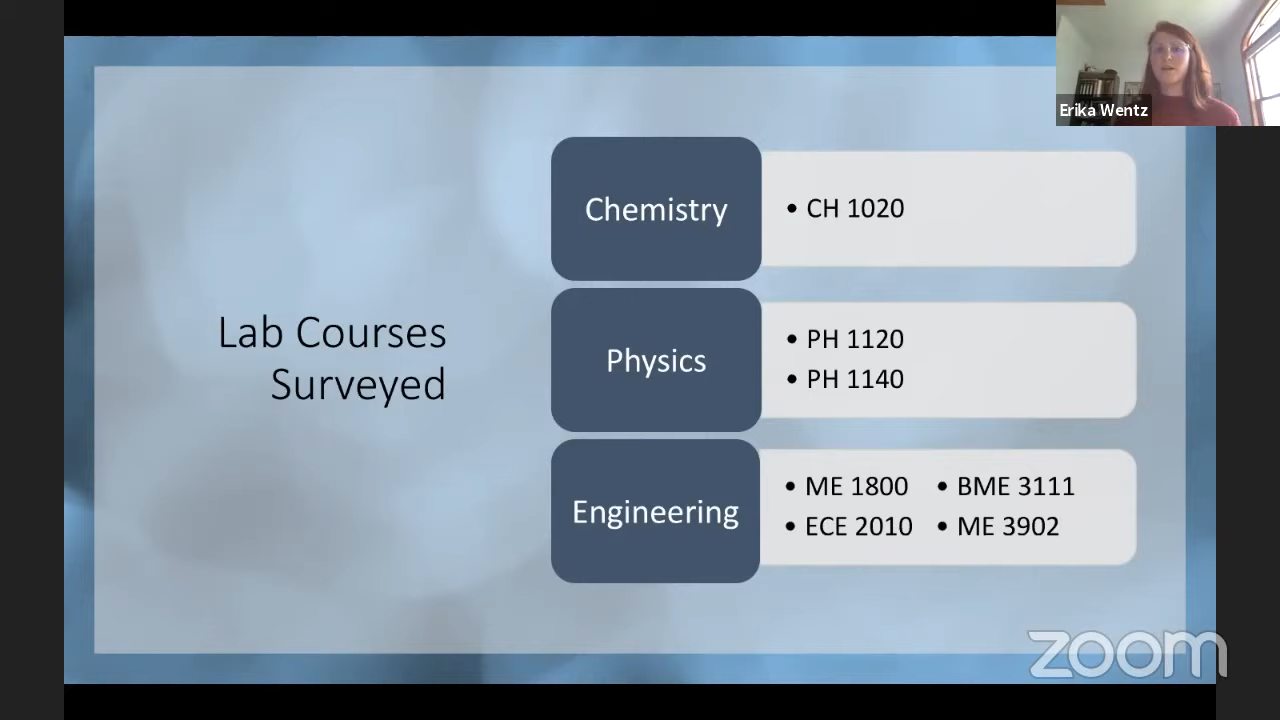 Erika Wentz
Lab Courses
Surveyed
Chemistry
• CH 1020
Physics
• PH 1120
• PH 1140
Engineering
• ME 1800 • BME 3111
• ECE 2010 • ME 3902
zoom